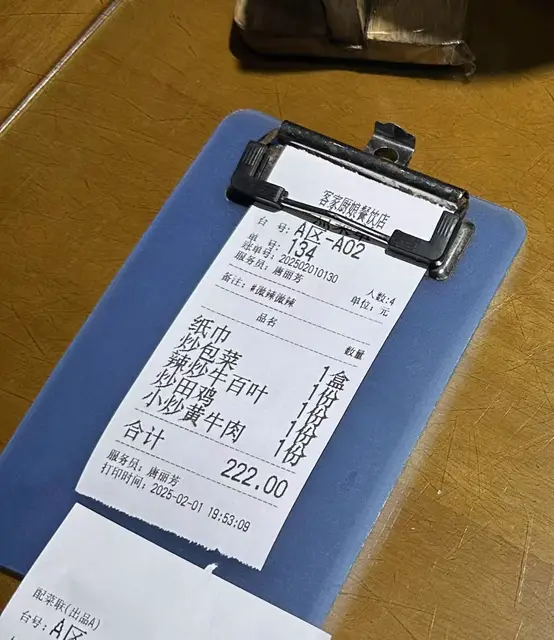 客家厨娘餐饮店
台 号: A区-A02
单 号: 134
账单号: 202502010130
服务员: 唐丽芳 人数:4
备注: #微辣微辣 单位: 元
品名 数量
纸巾 1盒
炒包菜 1份
辣炒牛百叶 1份
炒田鸡 1份
小炒黄牛肉 1份
合计 222.00
服务员: 唐丽芳
打印时间: 2025-02-01 19:53:09
配菜联(出品A)
台号: A区